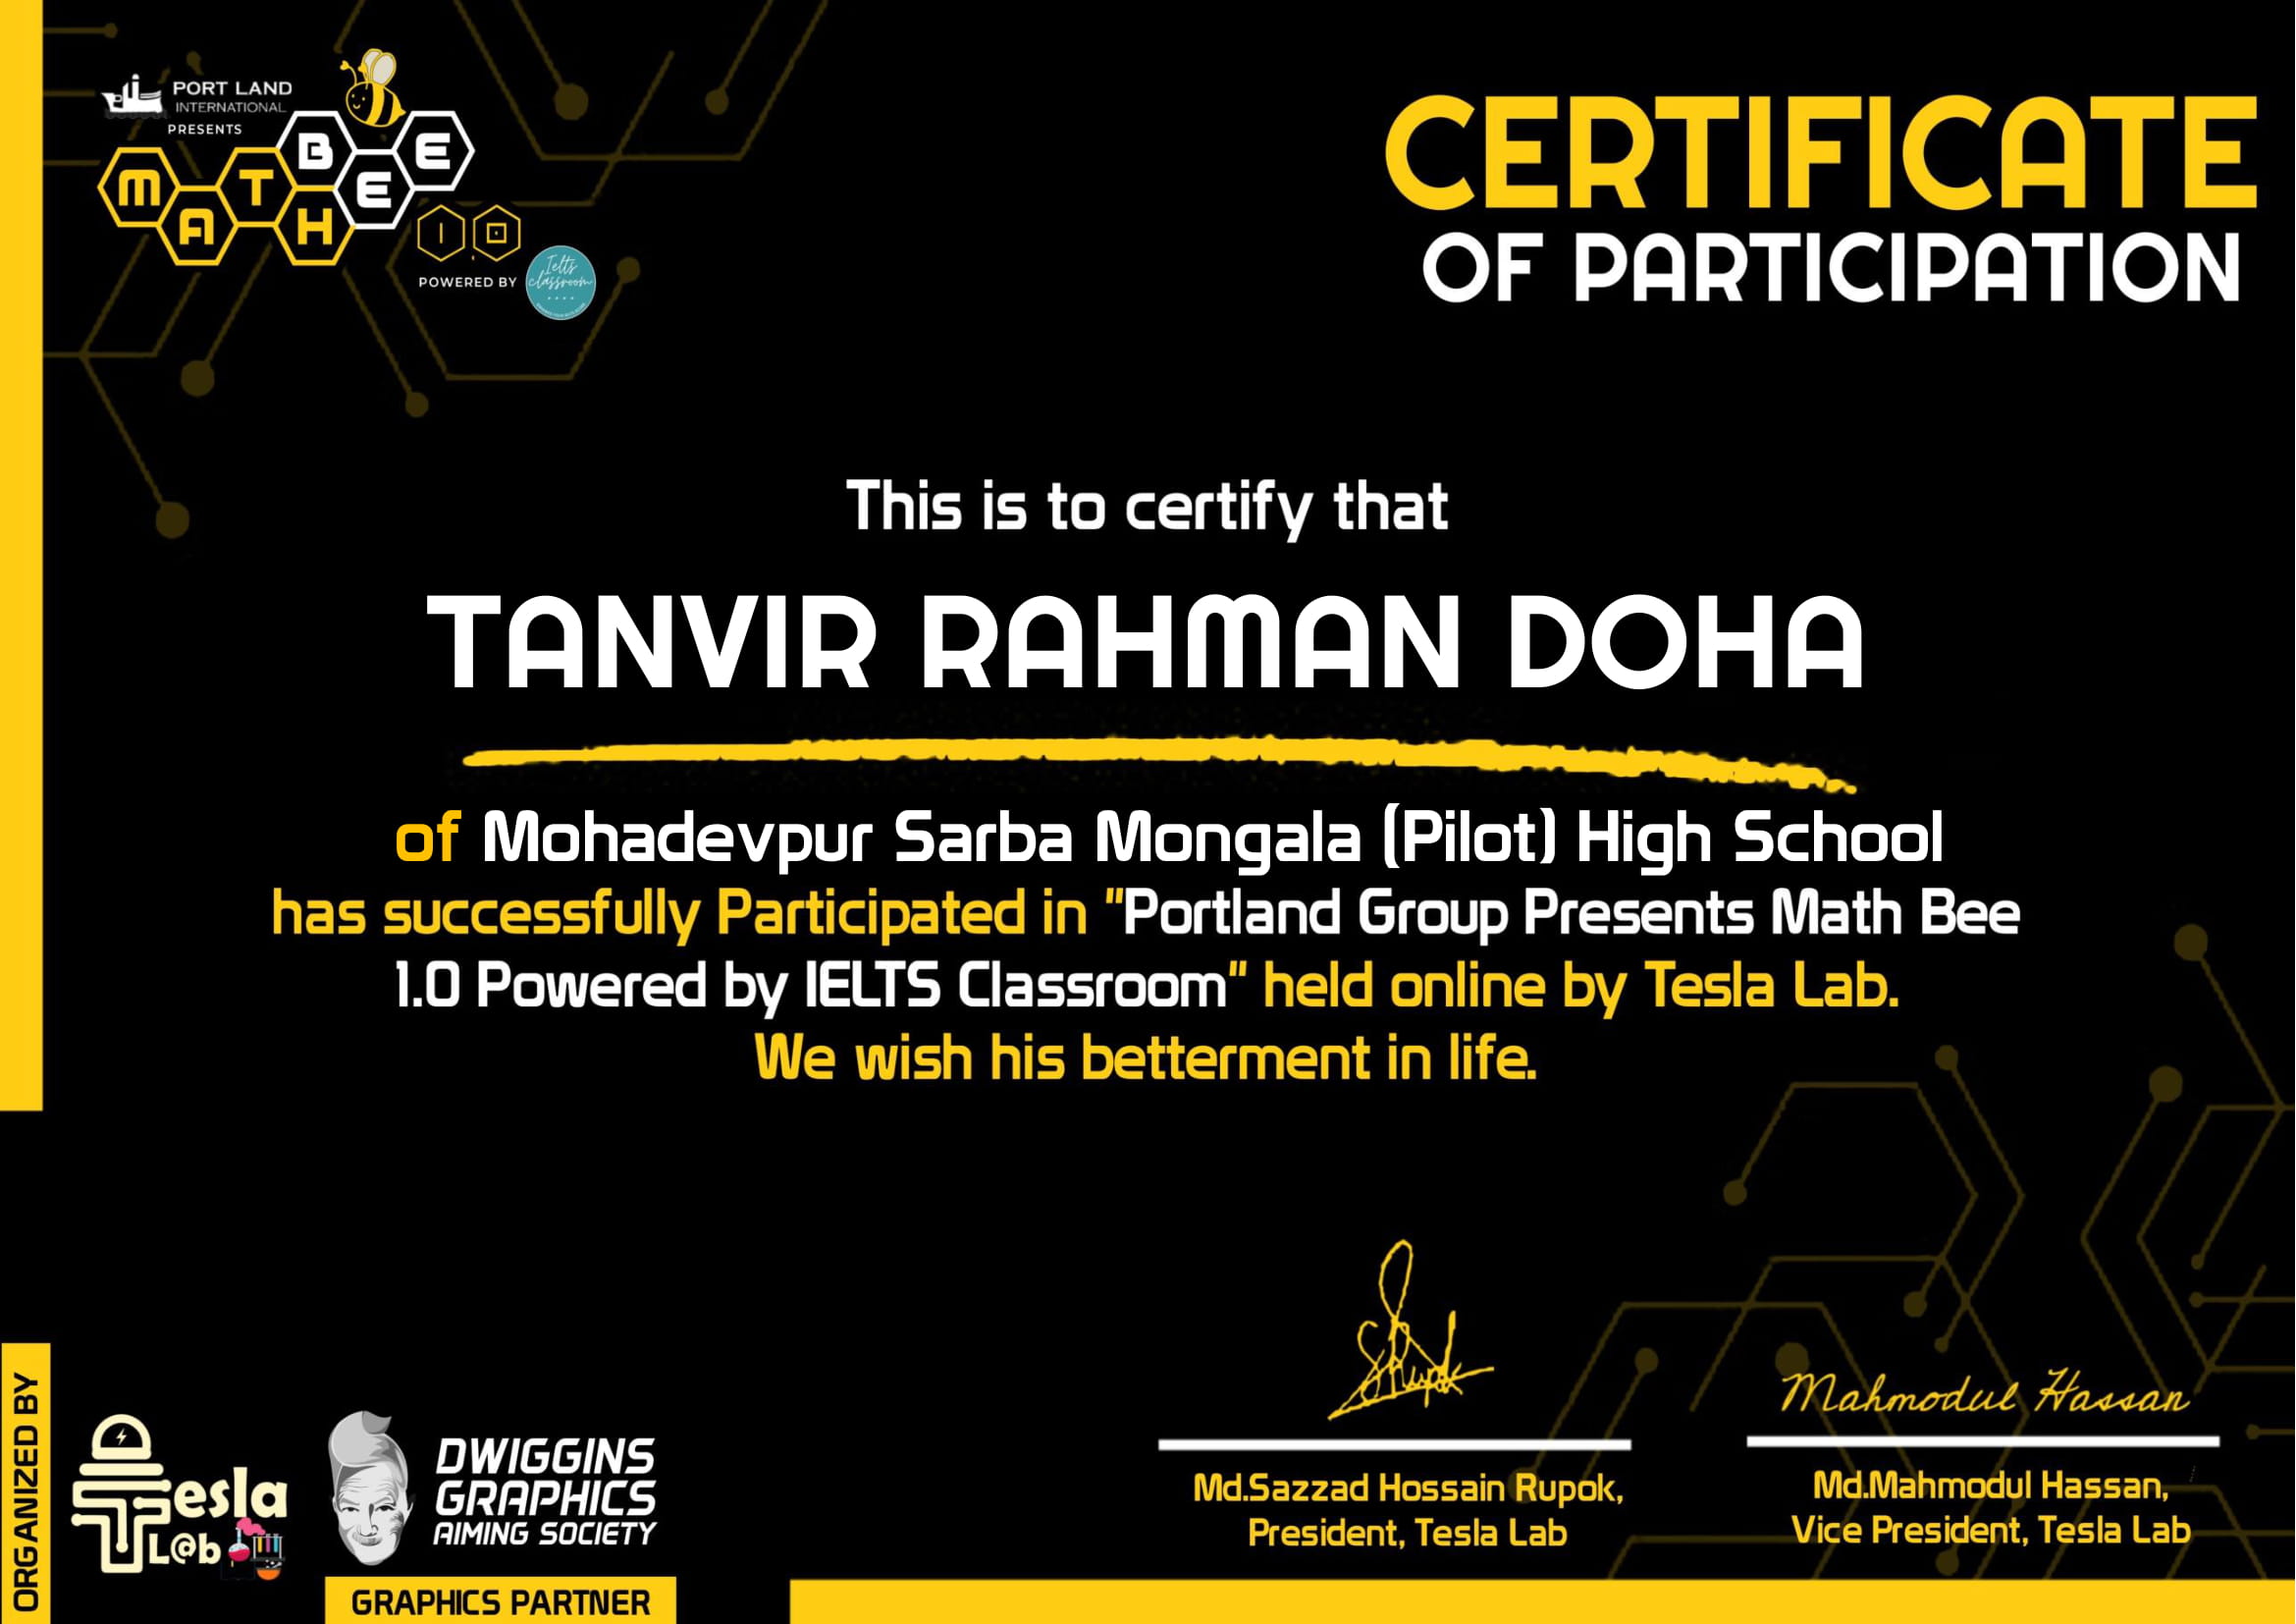 PORT LAND
INTERNATIONAL
PRESENTS
MATH BEE
1.0
POWERED BY
Ielts
classroom
CERTIFICATE
OF PARTICIPATION
This is to certify that
TANVIR RAHMAN DOHA
of Mohadevpur Sarba Mongala (Pilot) High School
has successfully Participated in "Portland Group Presents Math Bee
1.0 Powered by IELTS Classroom" held online by Tesla Lab.
We wish his betterment in life.
ORGANIZED BY
Tesla
L@b
DWIGGINS
GRAPHICS
AIMING SOCIETY
GRAPHICS PARTNER
Rupok
Md.Sazzad Hossain Rupok,
President, Tesla Lab
Mahmodul Hassan
Md.Mahmodul Hassan,
Vice President, Tesla Lab